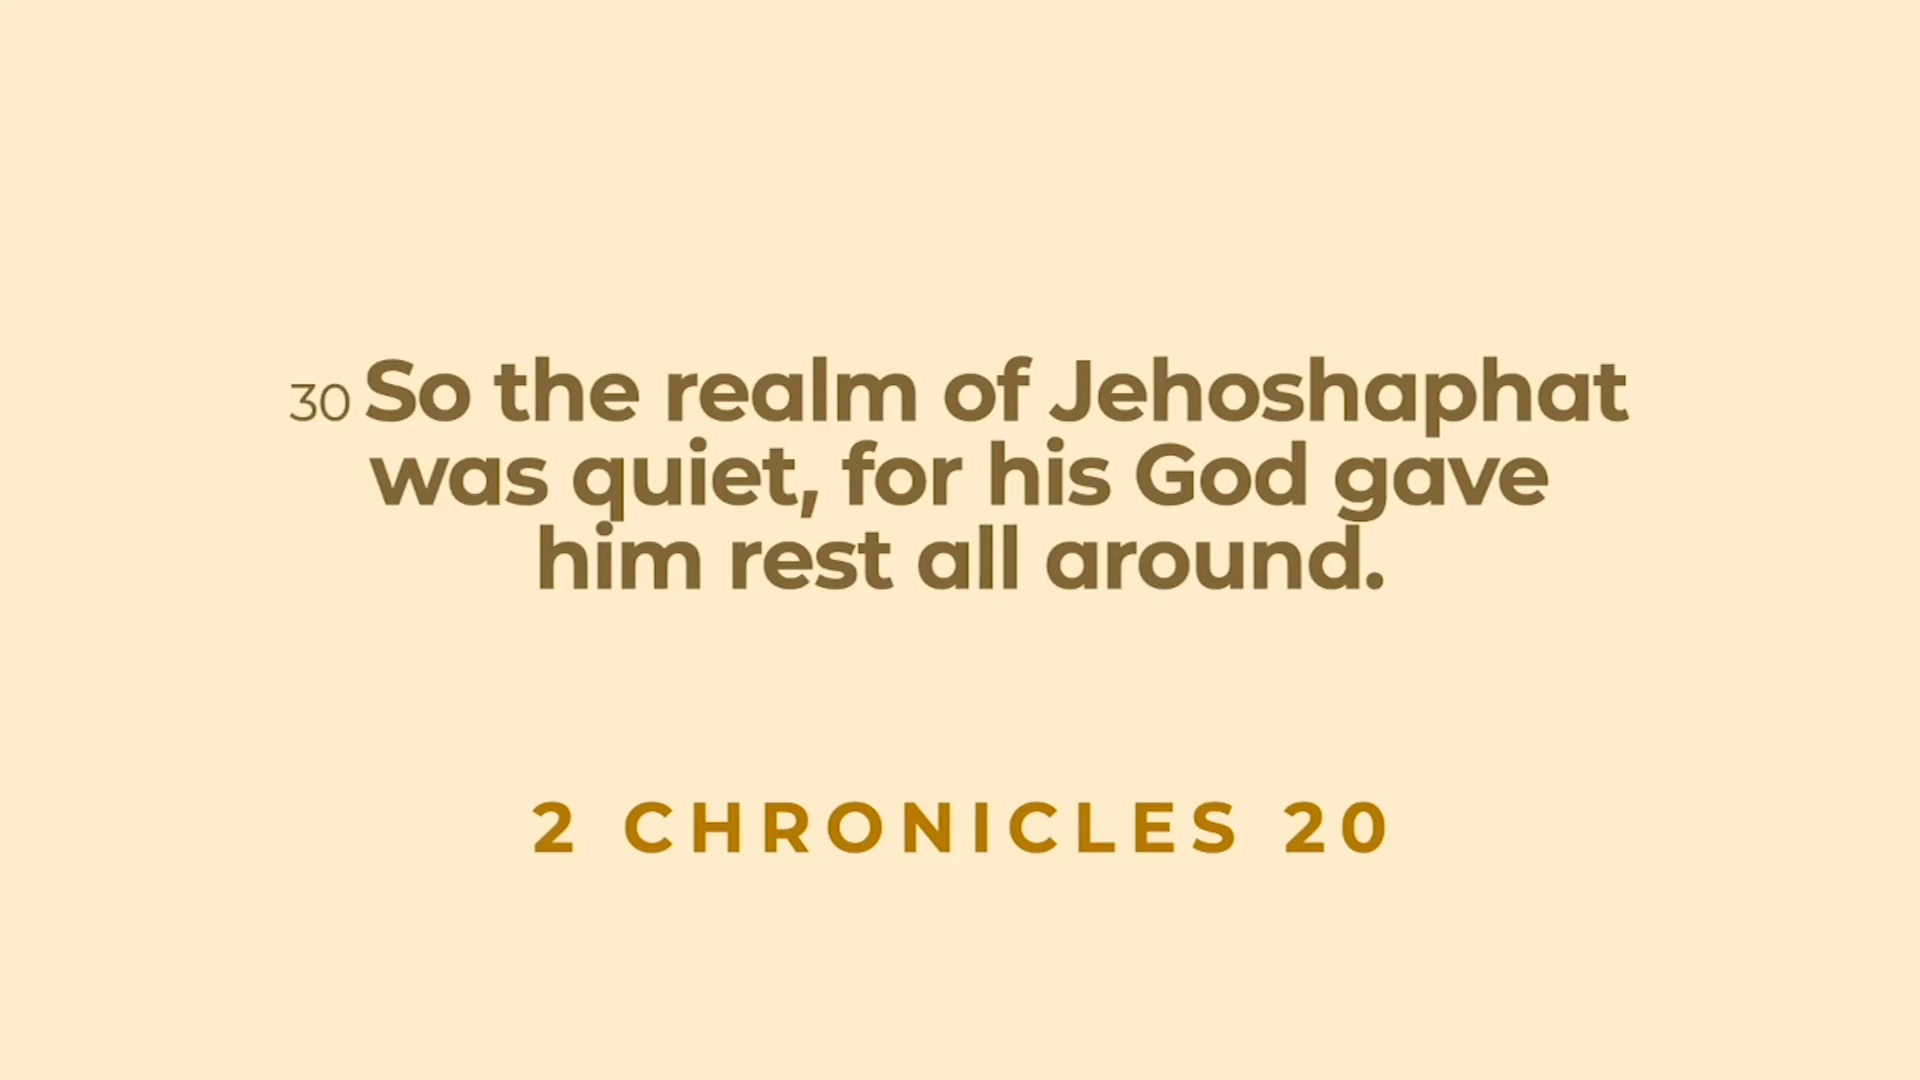 30 So the realm of Jehoshaphat
was quiet, for his God gave
him rest all around.
2 CHRONICLES 20